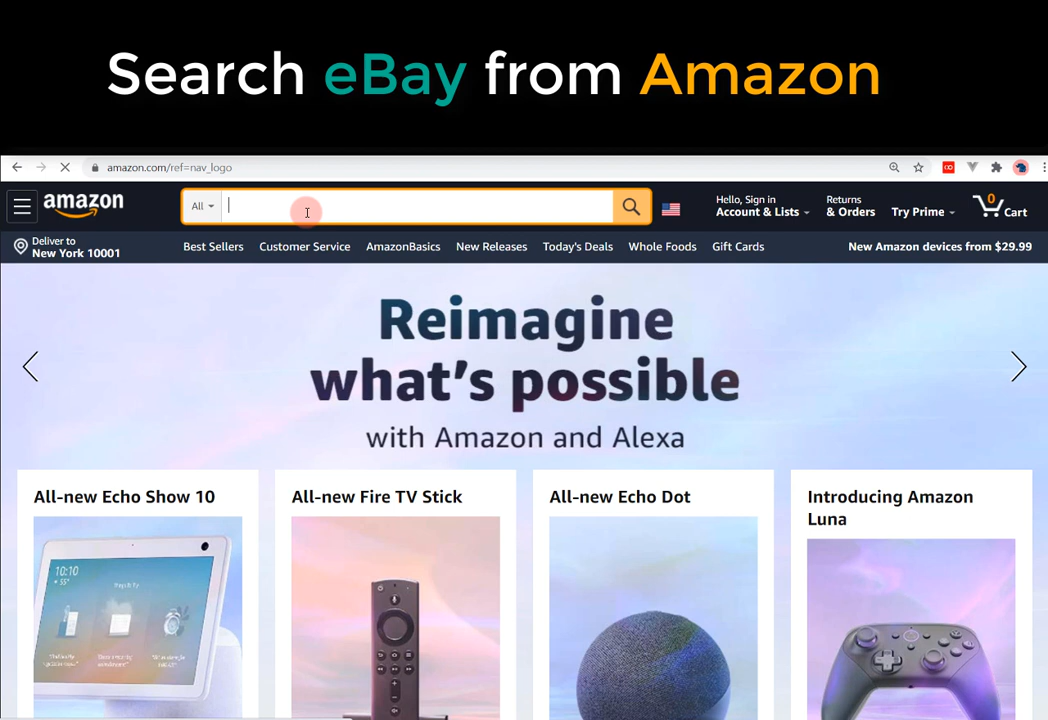 Search eBay from Amazon
amazon.com/ref=nav_logo
amazon
All
Hello, Sign in
Account & Lists
Returns
& Orders
Try Prime
0
Cart
Deliver to
New York 10001
Best Sellers
Customer Service
AmazonBasics
New Releases
Today's Deals
Whole Foods
Gift Cards
New Amazon devices from $29.99
Reimagine
what's possible
with Amazon and Alexa
All-new Echo Show 10
All-new Fire TV Stick
All-new Echo Dot
Introducing Amazon
Luna
10:10